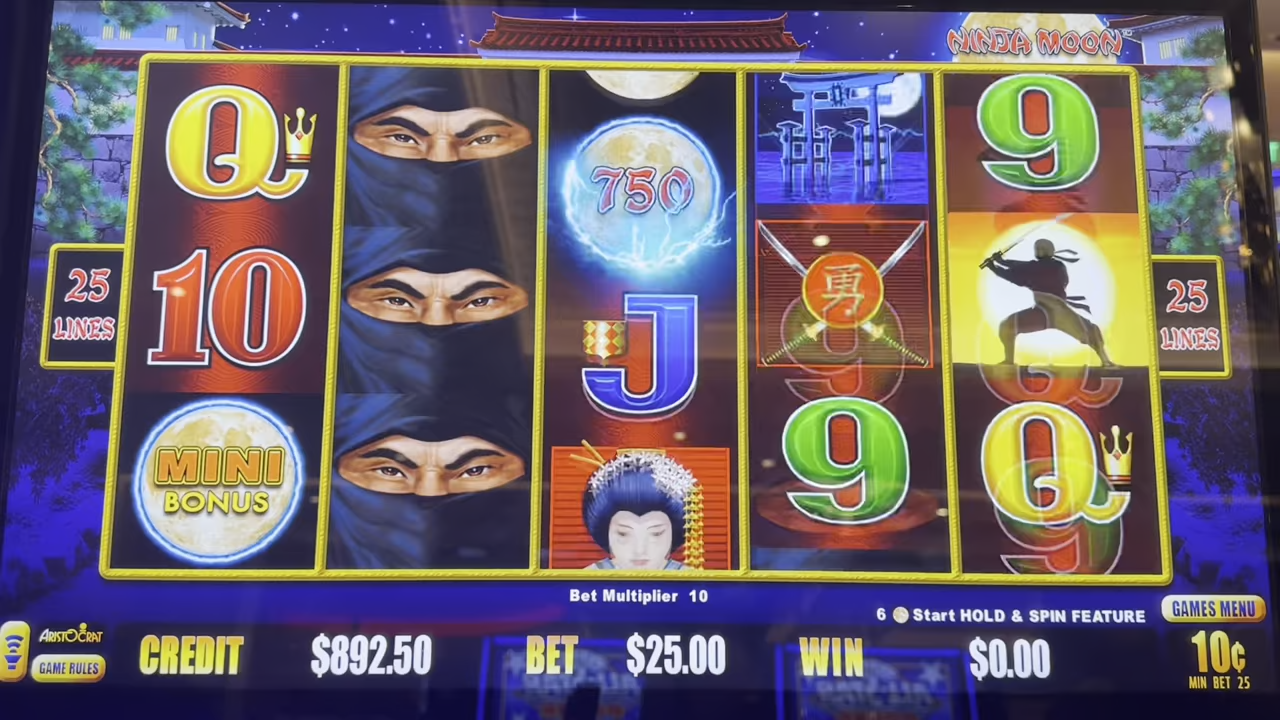 NINJA MOON
Q
750
9
25
LINES
10
J
勇
25
LINES
MINI
BONUS
9
Q
Bet Multiplier 10
6 Start HOLD & SPIN FEATURE
GAMES MENU
ARISTOCRAT
GAME RULES
CREDIT $892.50 BET $25.00 WIN $0.00
10¢
MIN BET 25